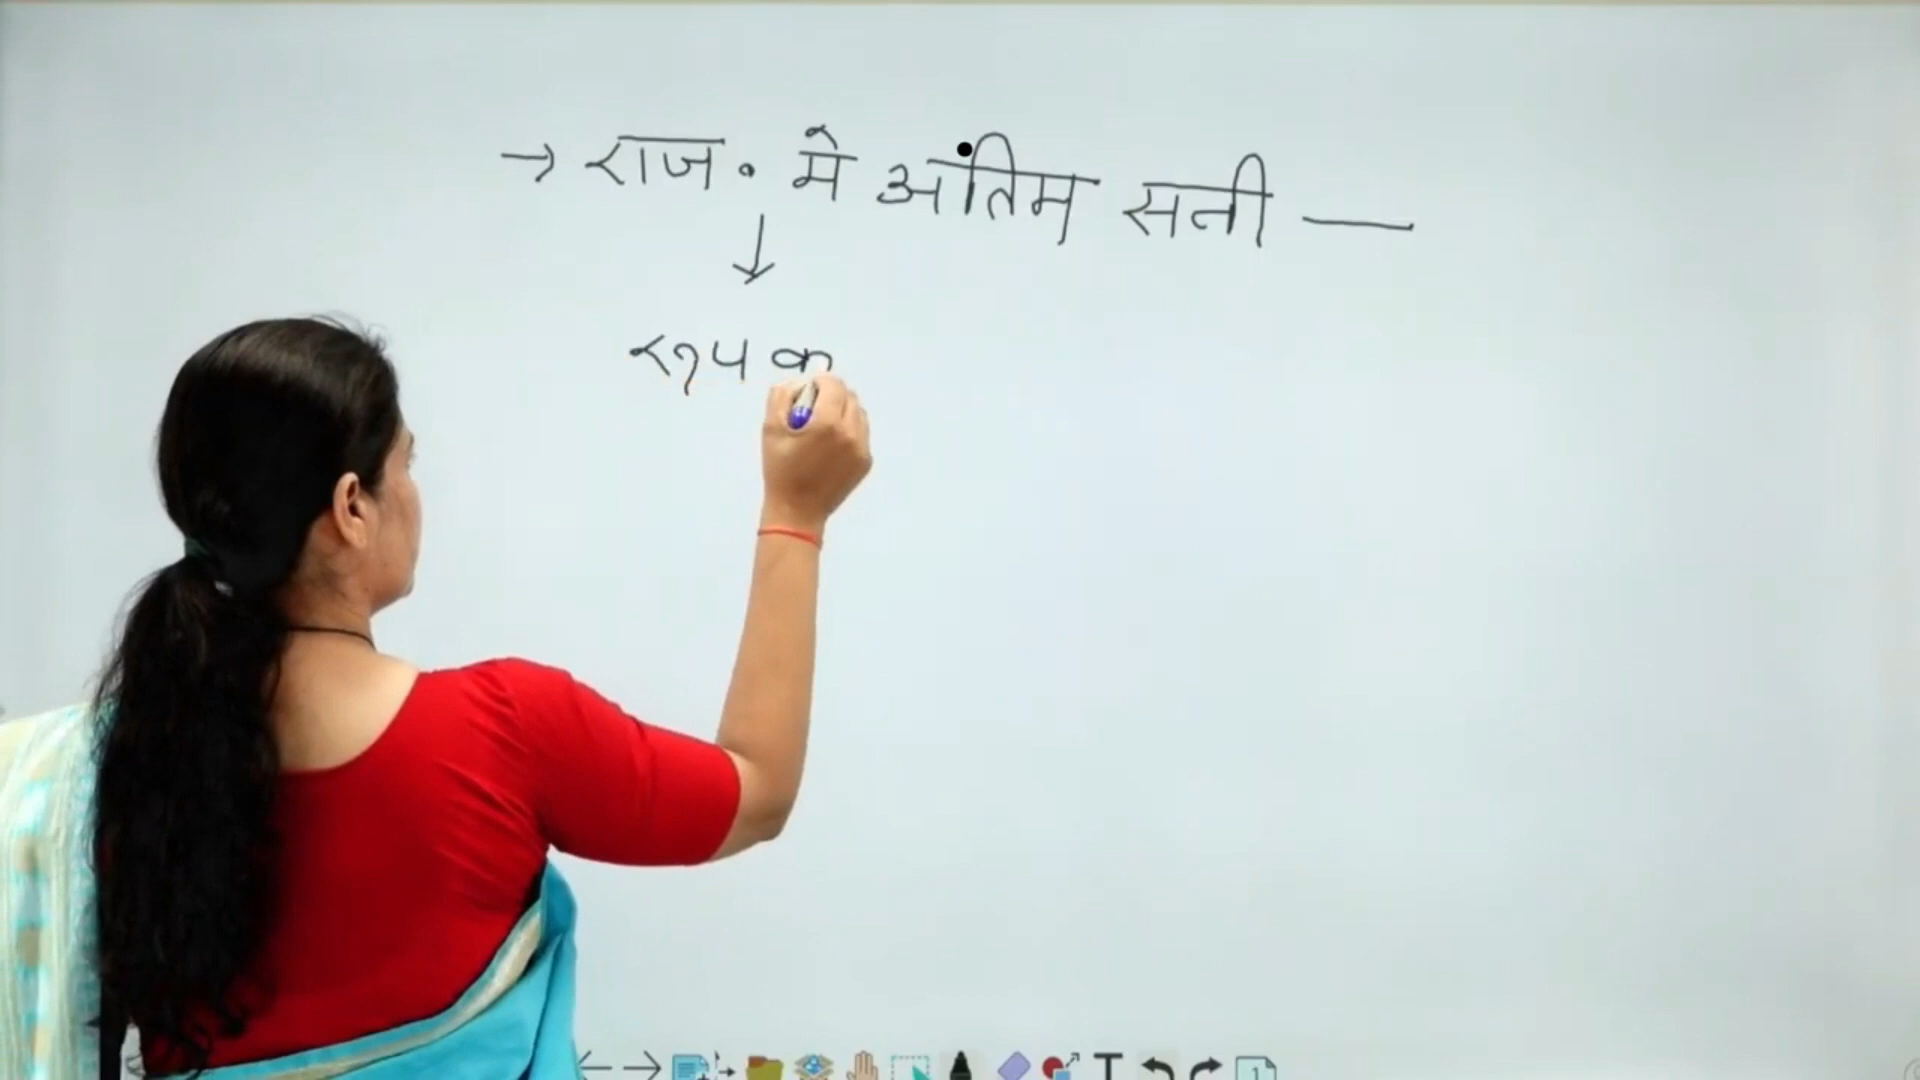 → राज. मे अंतिम सती —
↓
रूप क